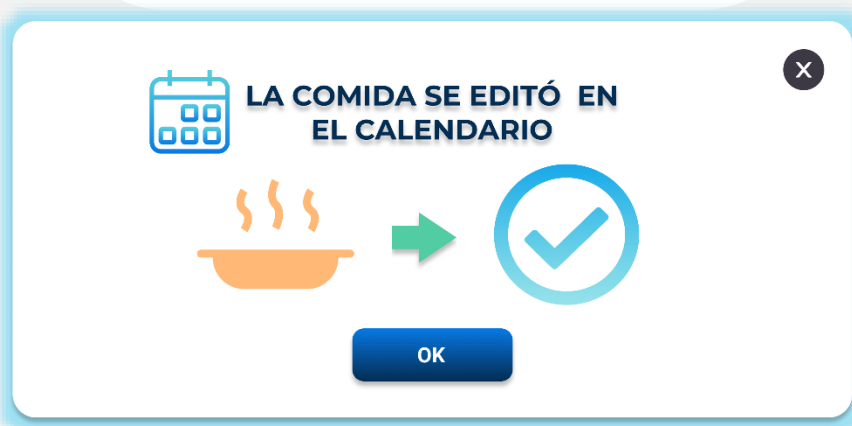 LA COMIDA SE EDITÓ EN
EL CALENDARIO
X
OK